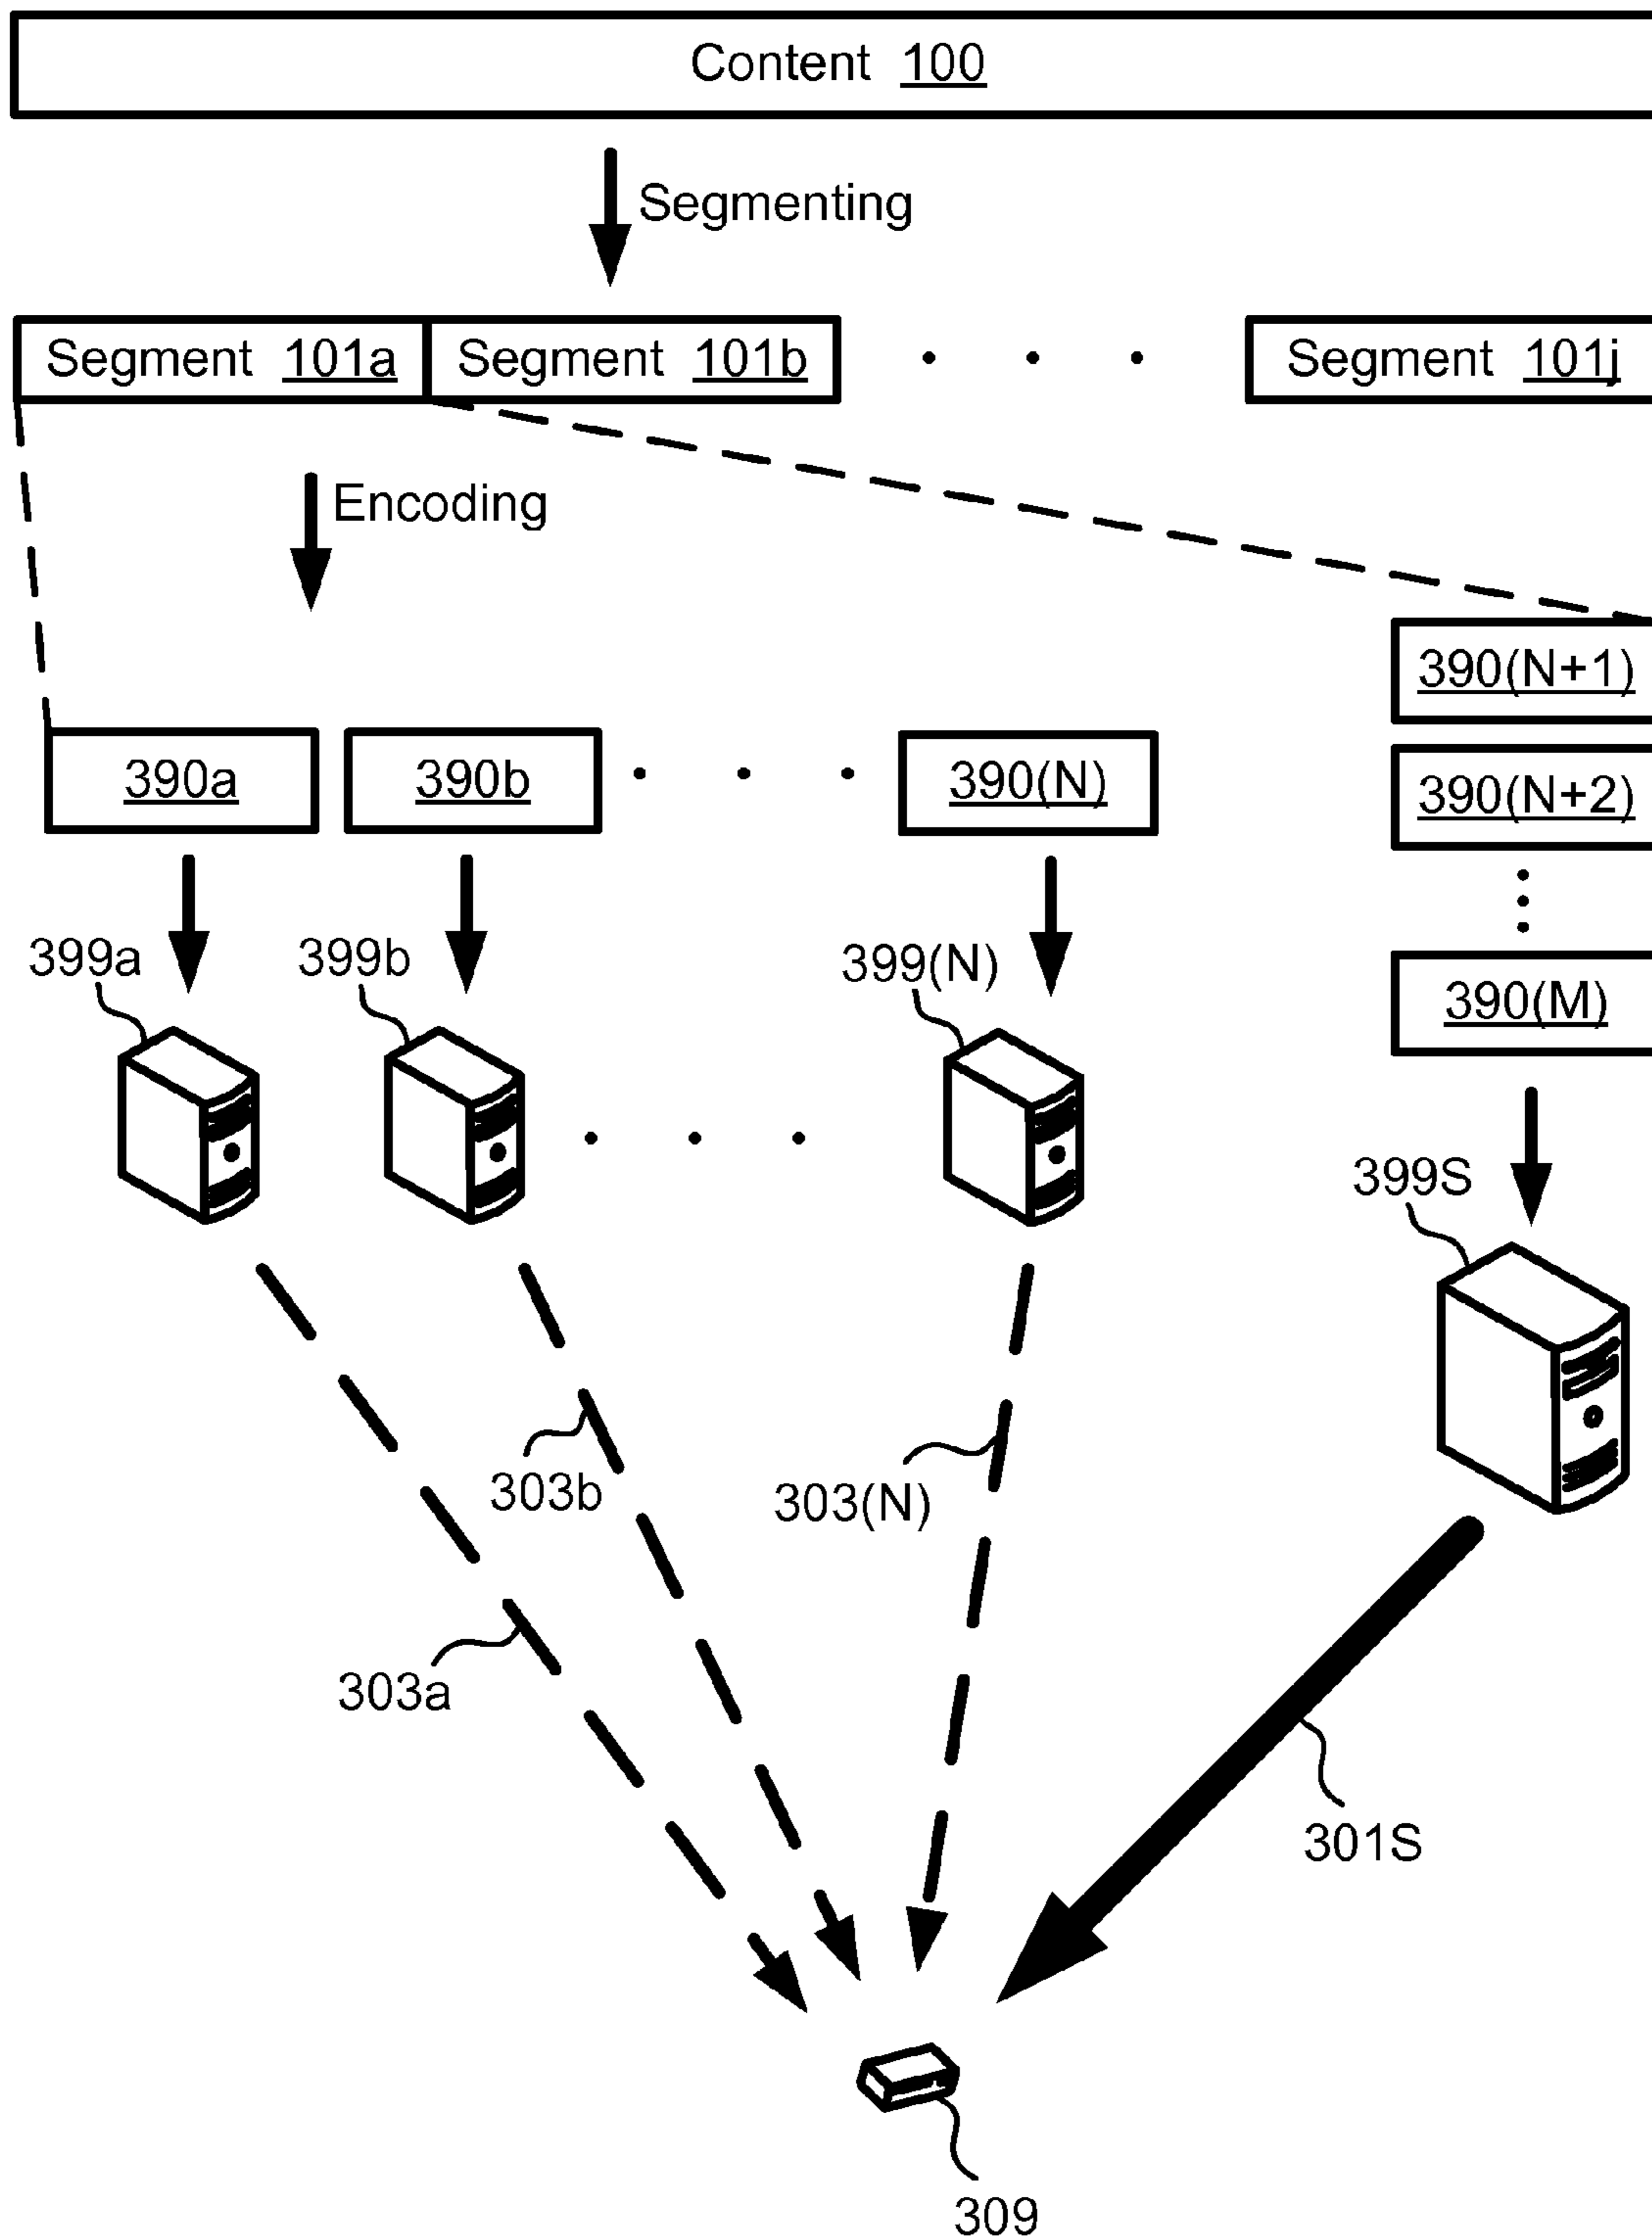 Content 100
Segmenting
Segment 101a Segment 101b Segment 101j
Encoding
390(N+1)
390a 390b 390(N) 390(N+2)
399a 399b 399(N) 390(M)
399S
303b 303(N)
303a
301S
309